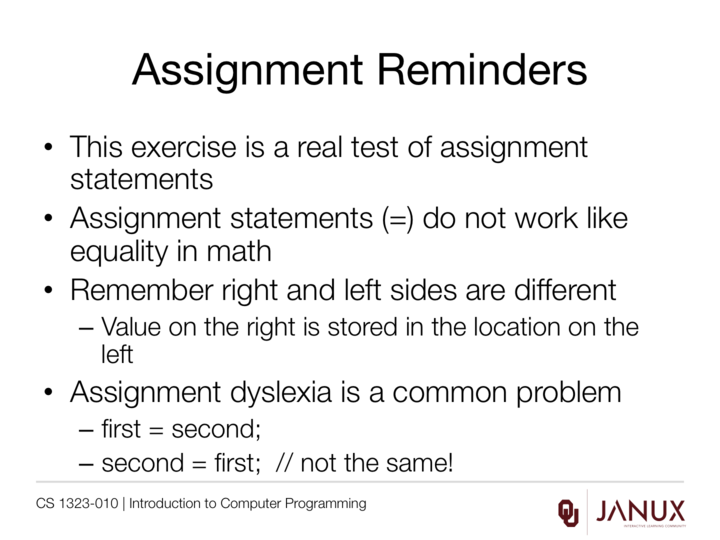 Assignment Reminders
• This exercise is a real test of assignment
statements
• Assignment statements (=) do not work like
equality in math
• Remember right and left sides are different
– Value on the right is stored in the location on the
left
• Assignment dyslexia is a common problem
– first = second;
– second = first;  // not the same!
CS 1323-010 | Introduction to Computer Programming
OU
JANUX
INTERACTIVE LEARNING COMMUNITY